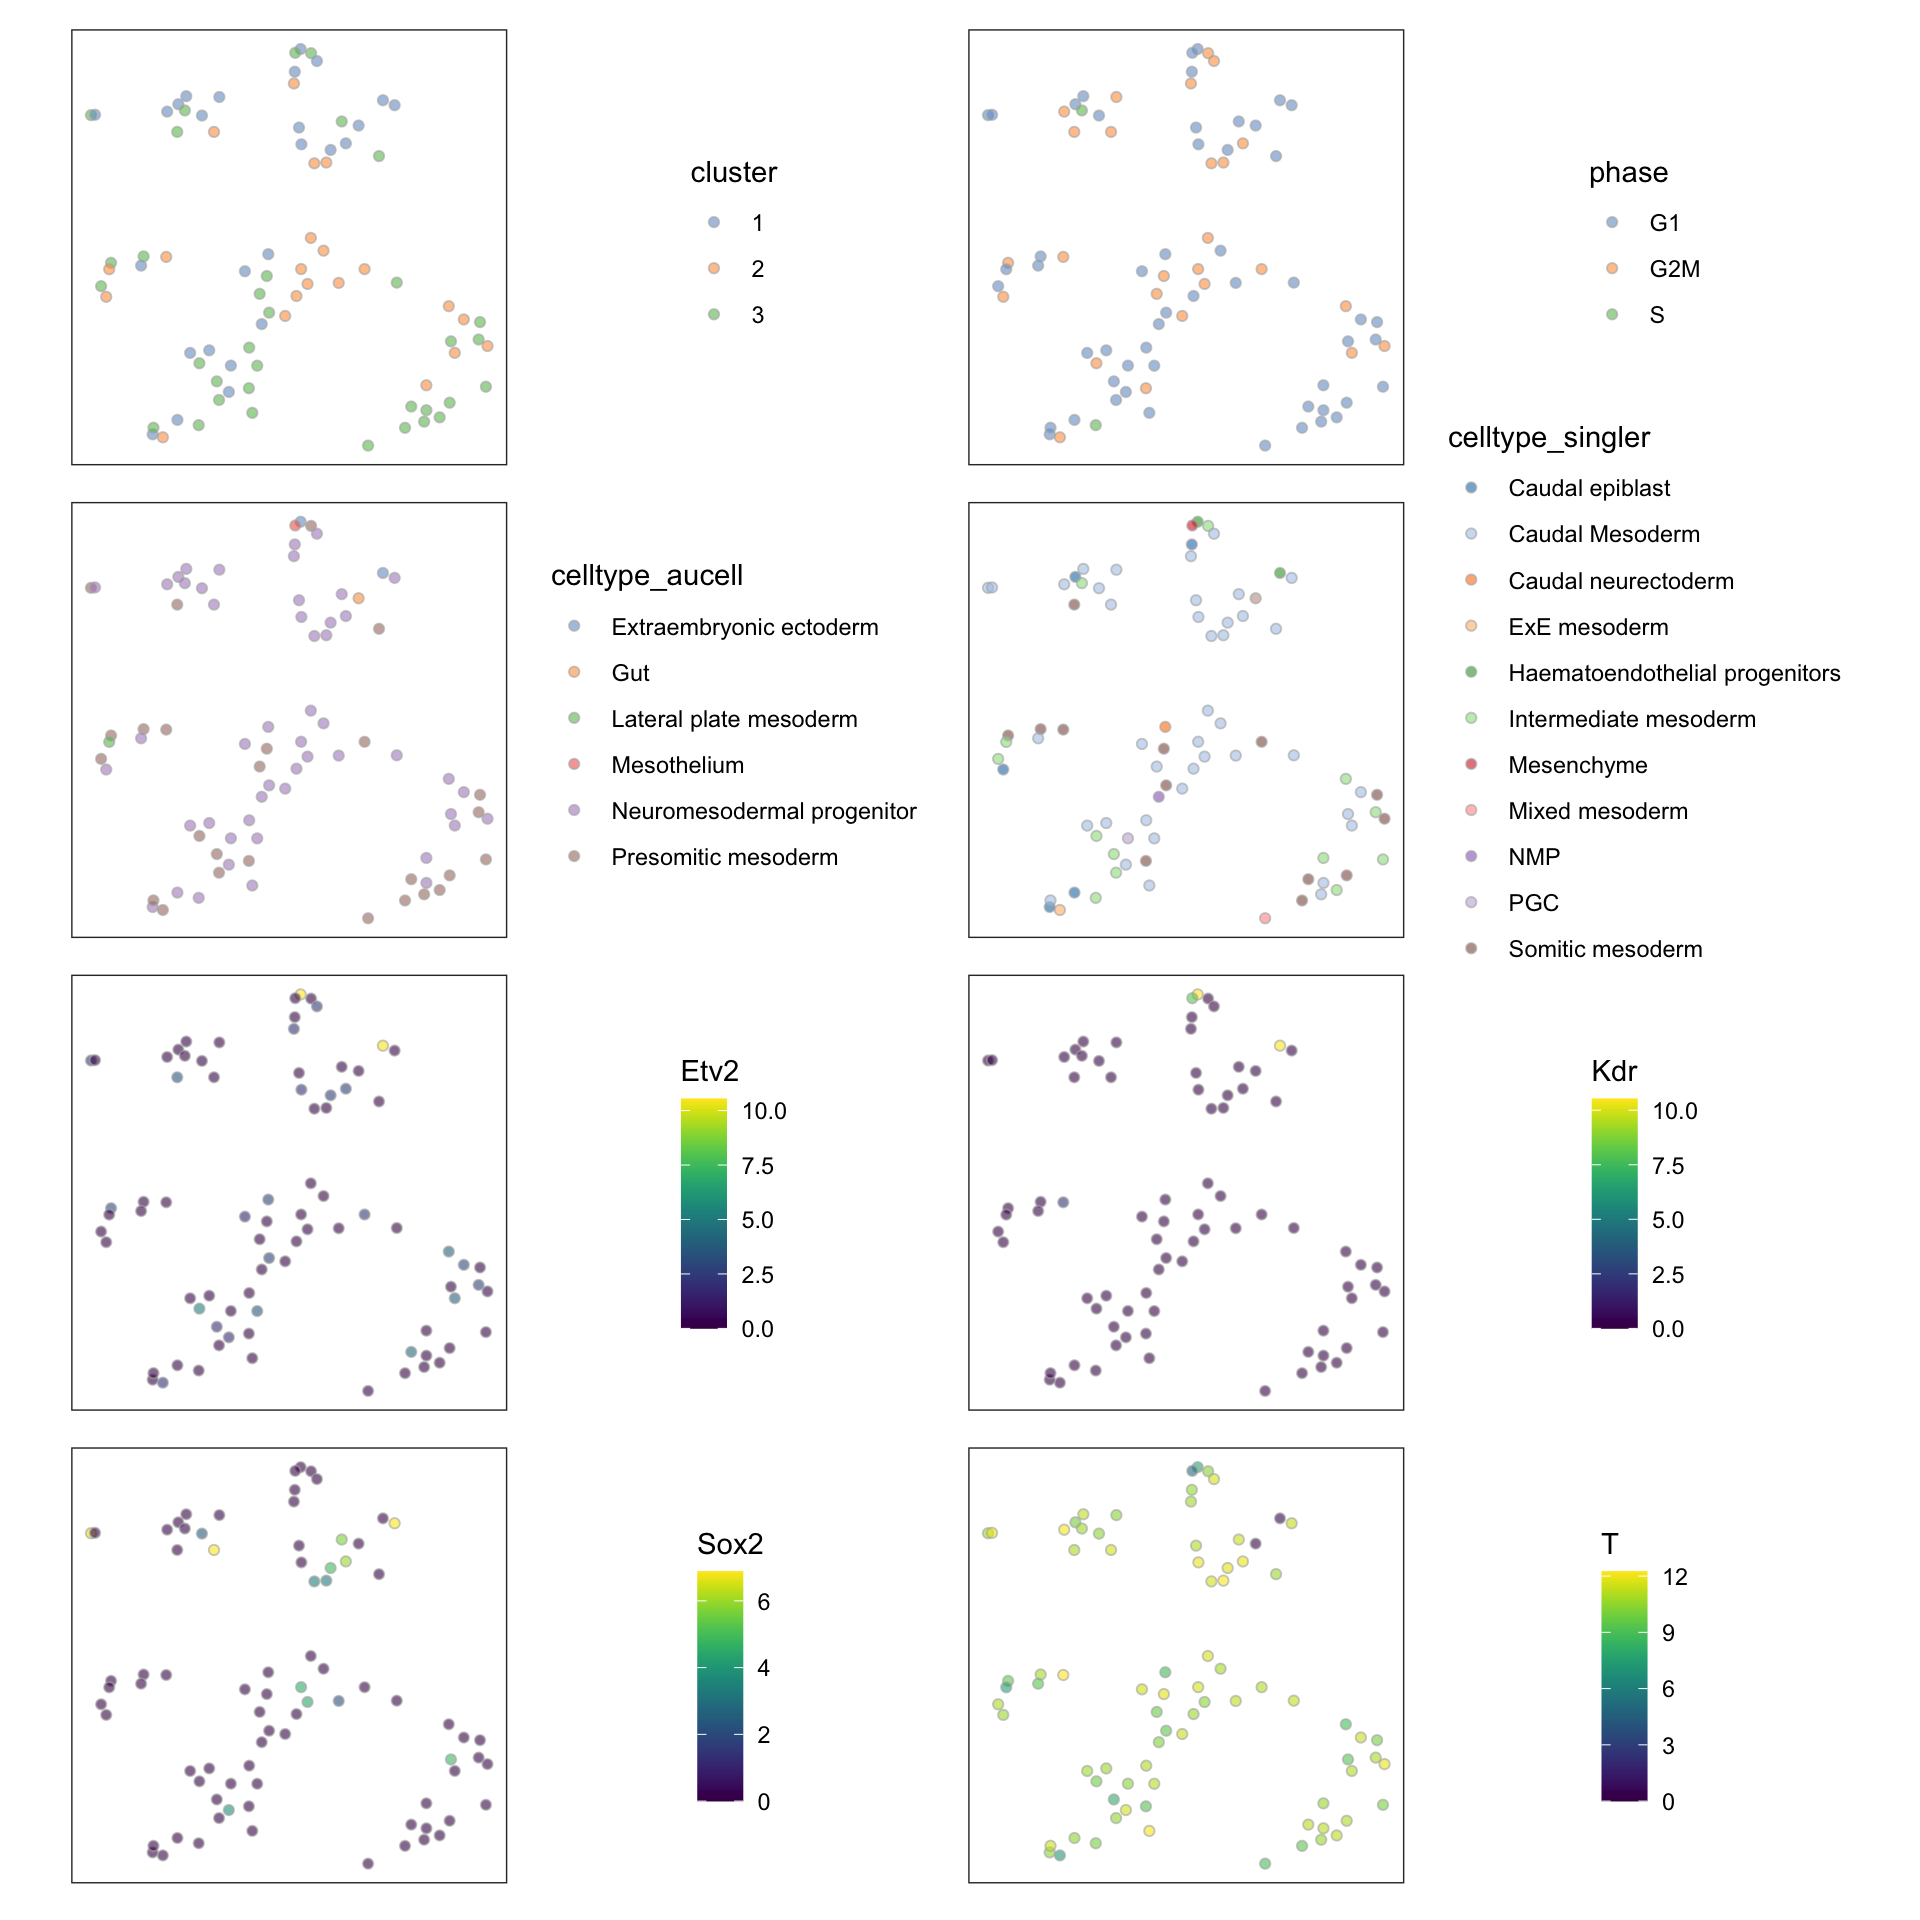 cluster
1
2
3
phase
G1
G2M
S
celltype_aucell
Extraembryonic ectoderm
Gut
Lateral plate mesoderm
Mesothelium
Neuromesodermal progenitor
Presomitic mesoderm
celltype_singler
Caudal epiblast
Caudal Mesoderm
Caudal neurectoderm
ExE mesoderm
Haematoendothelial progenitors
Intermediate mesoderm
Mesenchyme
Mixed mesoderm
NMP
PGC
Somitic mesoderm
Etv2
10.0
7.5
5.0
2.5
0.0
Kdr
10.0
7.5
5.0
2.5
0.0
Sox2
6
4
2
0
T
12
9
6
3
0